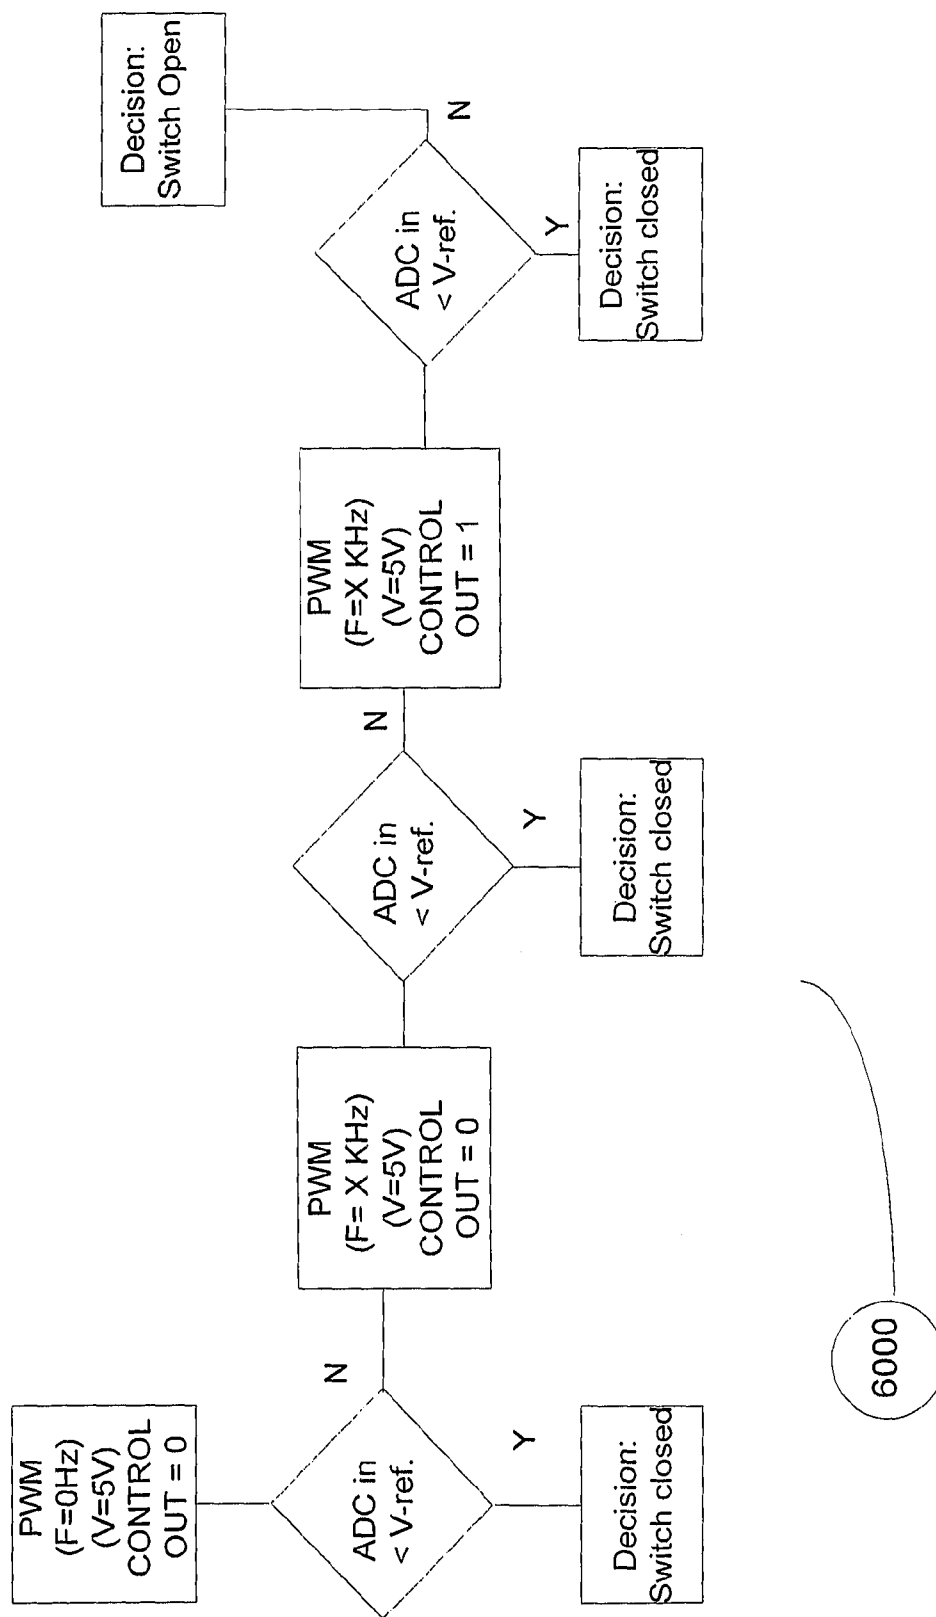 PWM
(F=0Hz)
(V=5V)
CONTROL
OUT = 0
ADC in
< V-ref.
N
Y
Decision:
Switch closed
PWM
(F= X KHz)
(V=5V)
CONTROL
OUT = 0
ADC in
< V-ref.
N
Y
Decision:
Switch closed
PWM
(F=X KHz)
(V=5V)
CONTROL
OUT = 1
ADC in
< V-ref.
N
Y
Decision:
Switch closed
Decision:
Switch Open
6000